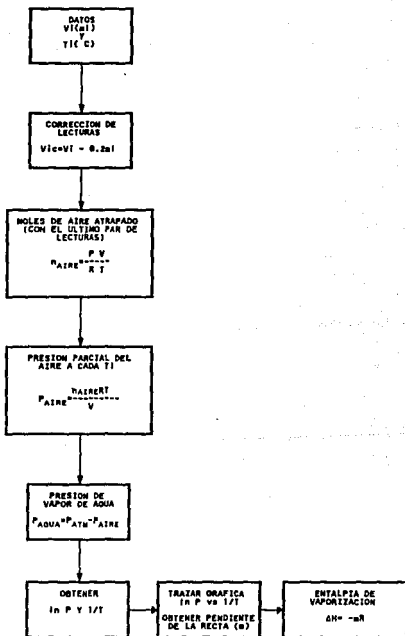 DATOS
Vi(ml)
Y
Ti(°C)
CORRECCION DE
LECTURAS
Vic=Vi - 0.2ml
MOLES DE AIRE ATRAPADO
(CON EL ULTIMO PAR DE
LECTURAS)
P V
nAIRE=------
R T
PRESION PARCIAL DEL
AIRE A CADA Ti
nAIRERT
PAIRE=---------
V
PRESION DE
VAPOR DE AGUA
PAGUA=PATM-PAIRE
OBTENER
ln P Y 1/T
TRAZAR GRAFICA
ln P vs 1/T
OBTENER PENDIENTE
DE LA RECTA (m)
ENTALPIA DE
VAPORIZACION
ΔH= -mR